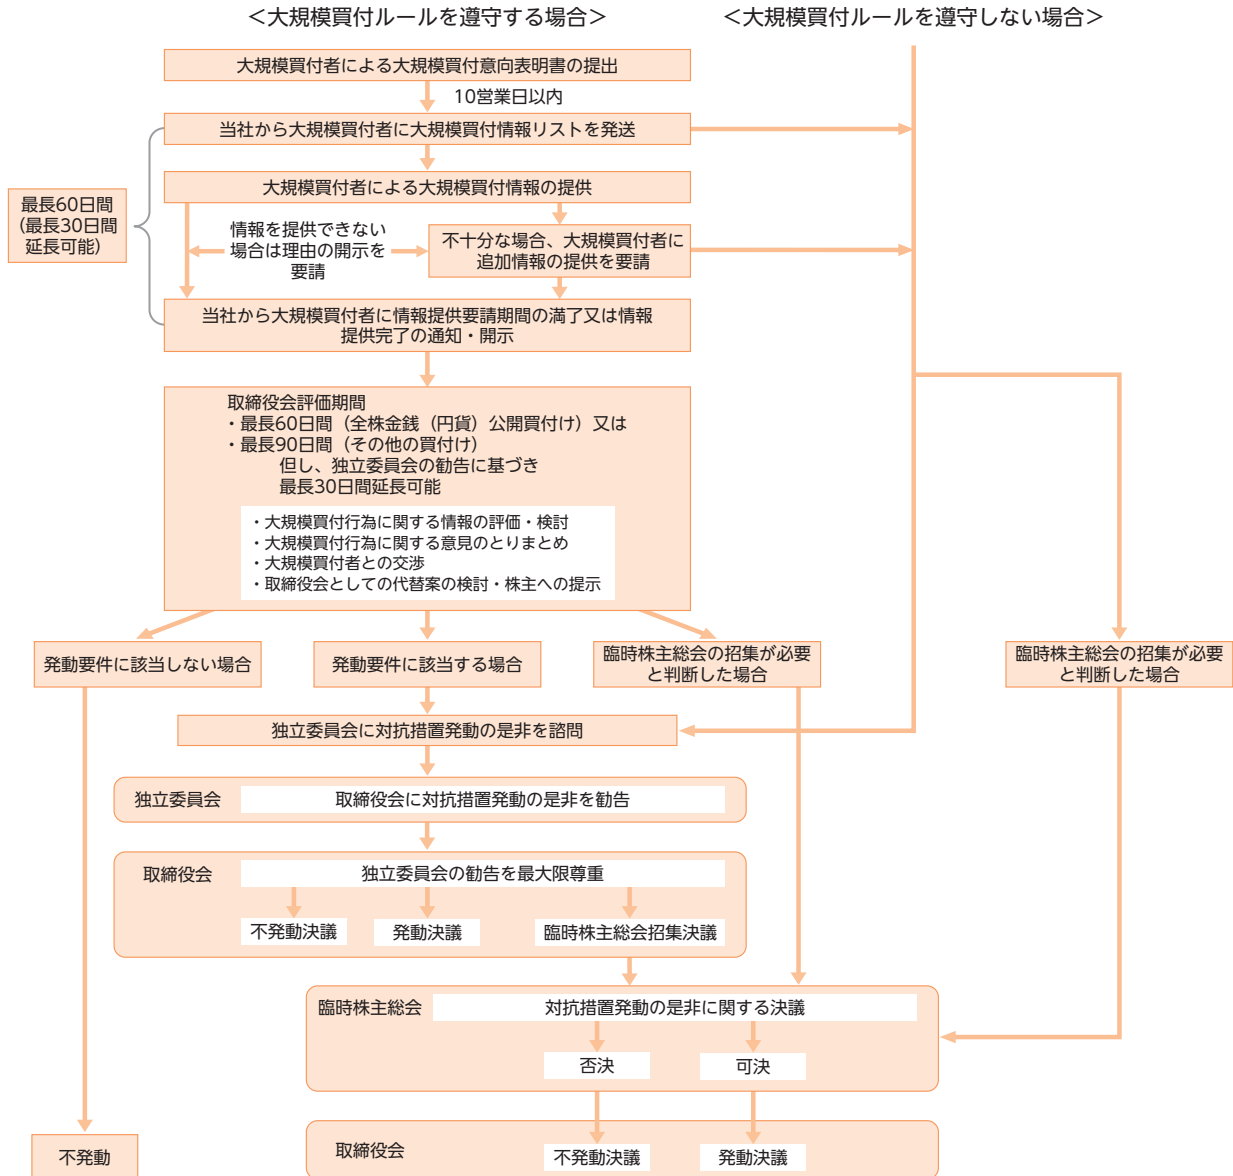 ＜大規模買付ルールを遵守する場合＞
＜大規模買付ルールを遵守しない場合＞
大規模買付者による大規模買付意向表明書の提出
10営業日以内
当社から大規模買付者に大規模買付情報リストを発送
大規模買付者による大規模買付情報の提供
最長60日間
（最長30日間
延長可能）
情報を提供できない
場合は理由の開示を
要請
不十分な場合、大規模買付者に
追加情報の提供を要請
当社から大規模買付者に情報提供要請期間の満了又は情報
提供完了の通知・開示
取締役会評価期間
・最長60日間（全株金銭（円貨）公開買付け）又は
・最長90日間（その他の買付け）
但し、独立委員会の勧告に基づき
最長30日間延長可能
・大規模買付行為に関する情報の評価・検討
・大規模買付行為に関する意見のとりまとめ
・大規模買付者との交渉
・取締役会としての代替案の検討・株主への提示
発動要件に該当しない場合
発動要件に該当する場合
臨時株主総会の招集が必要
と判断した場合
臨時株主総会の招集が必要
と判断した場合
独立委員会に対抗措置発動の是非を諮問
独立委員会
取締役会に対抗措置発動の是非を勧告
取締役会
独立委員会の勧告を最大限尊重
不発動決議
発動決議
臨時株主総会招集決議
臨時株主総会
対抗措置発動の是非に関する決議
否決
可決
不発動
取締役会
不発動決議
発動決議